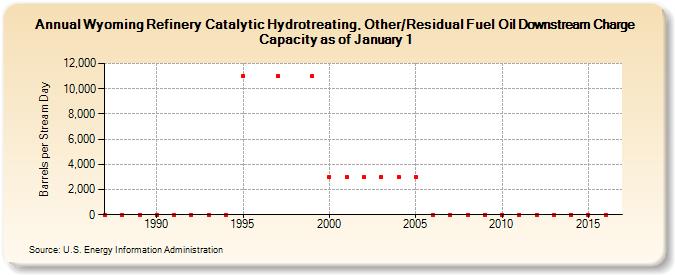 Annual Wyoming Refinery Catalytic Hydrotreating, Other/Residual Fuel Oil Downstream Charge
Capacity as of January 1
Barrels per Stream Day
12,000
10,000
8,000
6,000
4,000
2,000
0
1990 1995 2000 2005 2010 2015
Source: U.S. Energy Information Administration